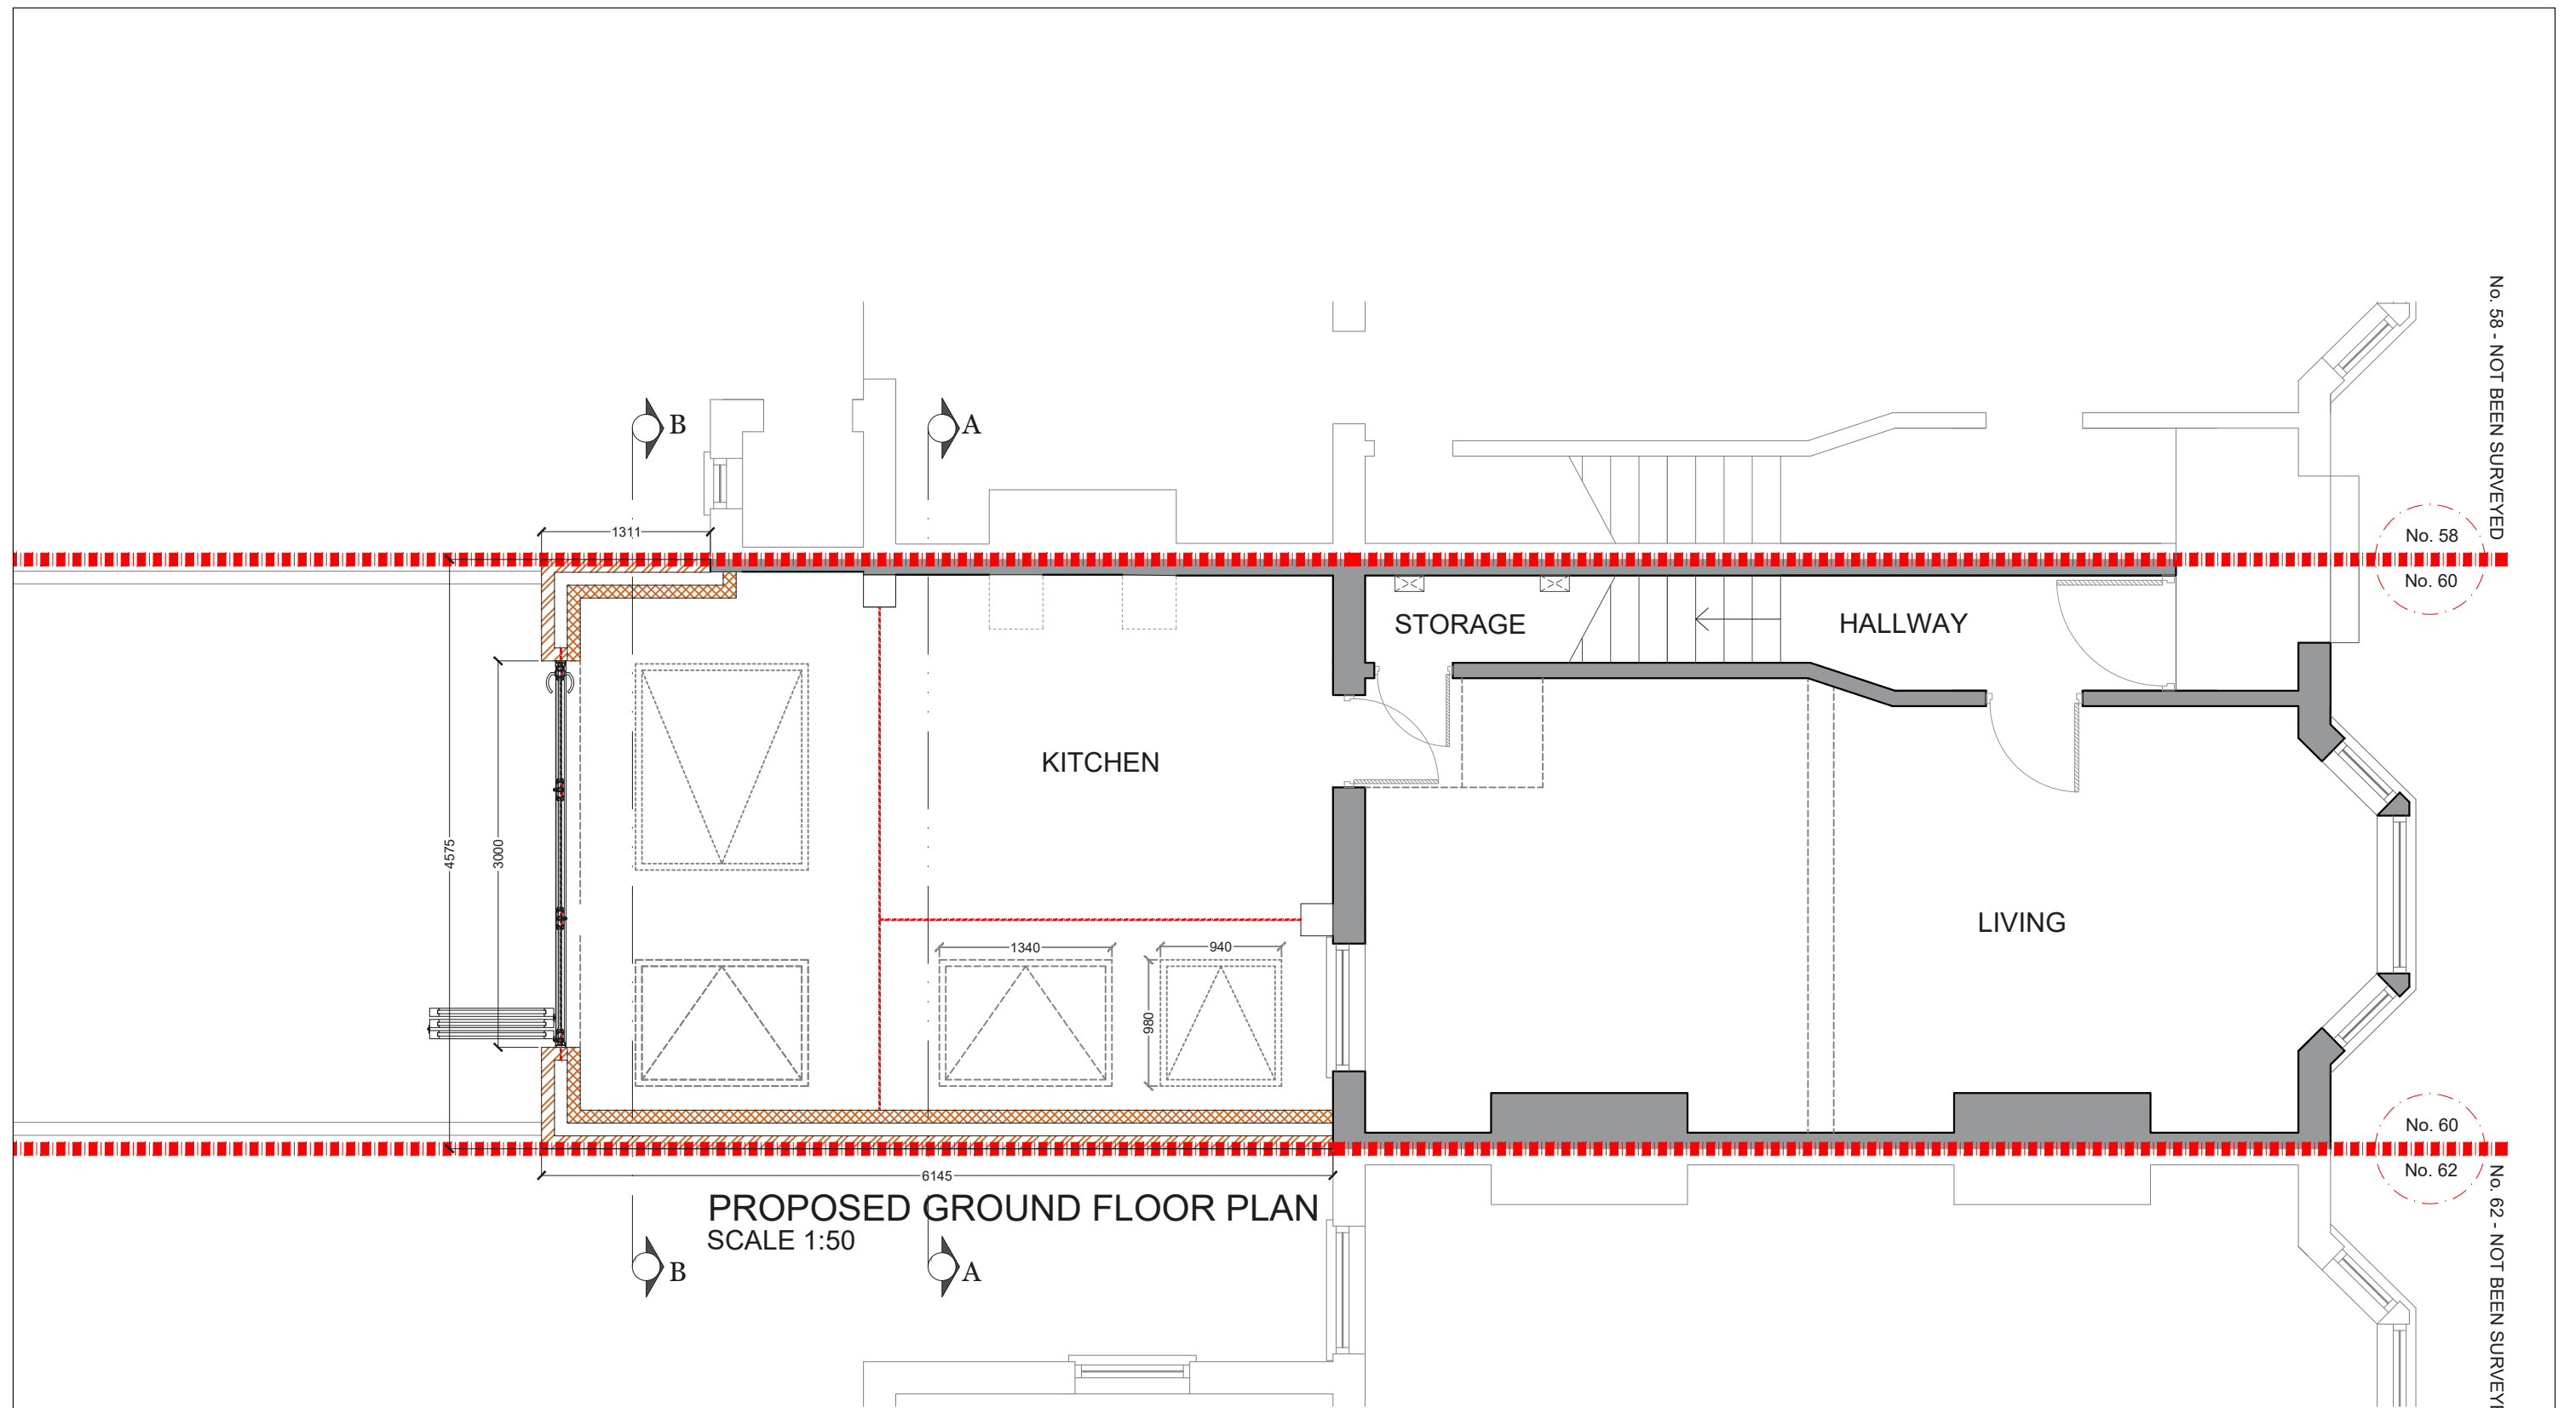 No. 58 - NOT BEEN SURVEYED
B
A
1311
No. 58
No. 60
STORAGE
HALLWAY
KITCHEN
4575
3000
LIVING
1340
940
980
No. 60
No. 62
6145
PROPOSED GROUND FLOOR PLAN
SCALE 1:50
B
A
No. 62 - NOT BEEN SURVEY